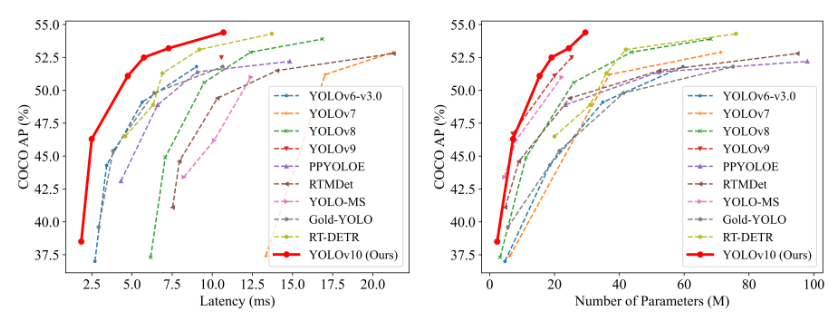 55.0
52.5
50.0
47.5
45.0
42.5
40.0
37.5
COCO AP (%)
2.5 5.0 7.5 10.0 12.5 15.0 17.5 20.0
Latency (ms)
YOLOv6-v3.0
YOLOv7
YOLOv8
YOLOv9
PPYOLOE
RTMDet
YOLO-MS
Gold-YOLO
RT-DETR
YOLOv10 (Ours)
55.0
52.5
50.0
47.5
45.0
42.5
40.0
37.5
COCO AP (%)
0 20 40 60 80 100
Number of Parameters (M)
YOLOv6-v3.0
YOLOv7
YOLOv8
YOLOv9
PPYOLOE
RTMDet
YOLO-MS
Gold-YOLO
RT-DETR
YOLOv10 (Ours)